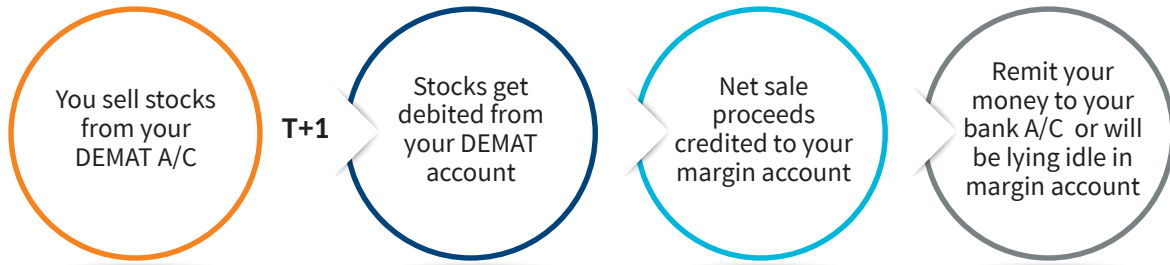 You sell stocks
from your
DEMAT A/C
T+1
Stocks get
debited from
your DEMAT
account
Net sale
proceeds
credited to your
margin account
Remit your
money to your
bank A/C or will
be lying idle in
margin account